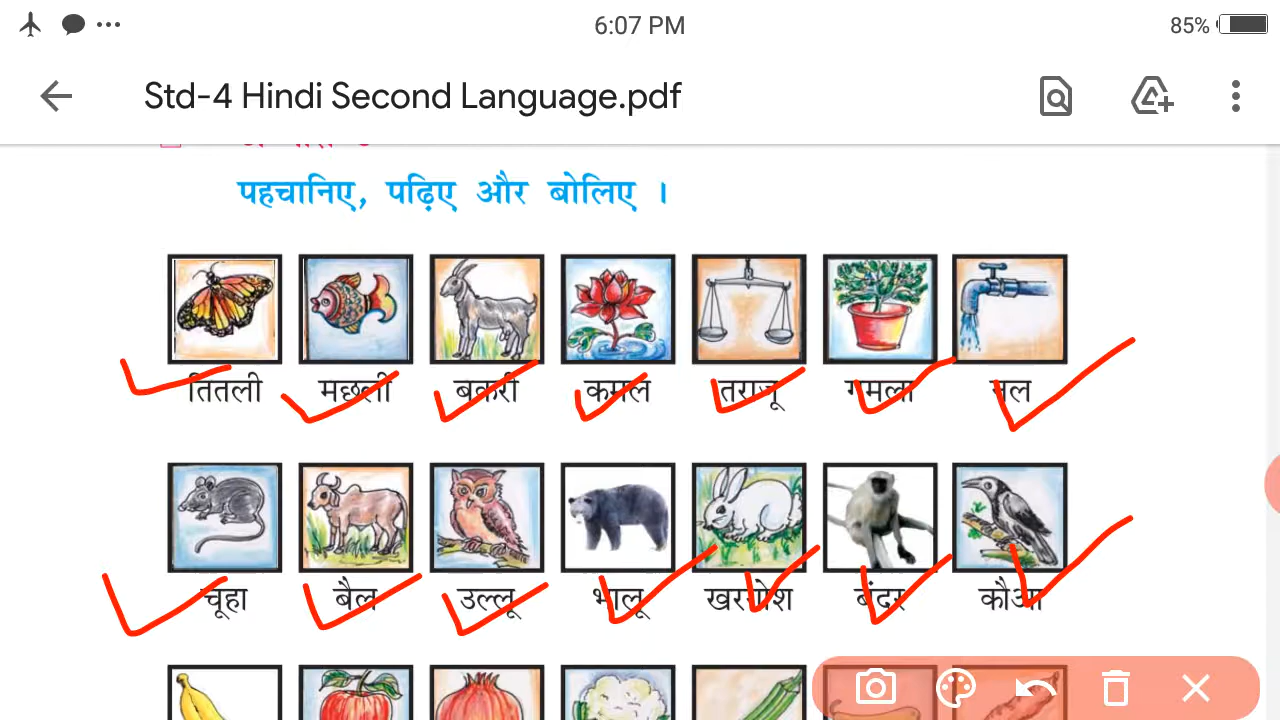 6:07 PM 85%
Std-4 Hindi Second Language.pdf
पहचानिए, पढ़िए और बोलिए ।
तितली मछली बकरी कमल तराजू गमला नल
चूहा बैल उल्लू भालू खरगोश बंदर कौआ